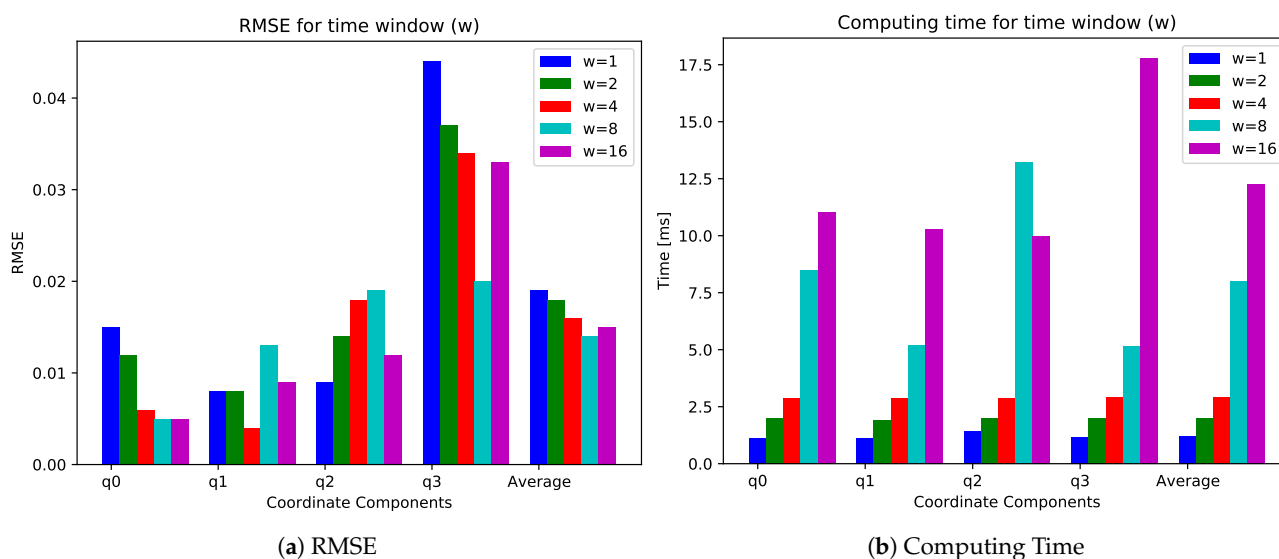 RMSE for time window (w)
w=1
w=2
w=4
w=8
w=16
0.04
0.03
0.02
0.01
0.00
RMSE
q0 q1 q2 q3 Average
Coordinate Components
(a) RMSE
Computing time for time window (w)
w=1
w=2
w=4
w=8
w=16
17.5
15.0
12.5
10.0
7.5
5.0
2.5
0.0
Time [ms]
q0 q1 q2 q3 Average
Coordinate Components
(b) Computing Time